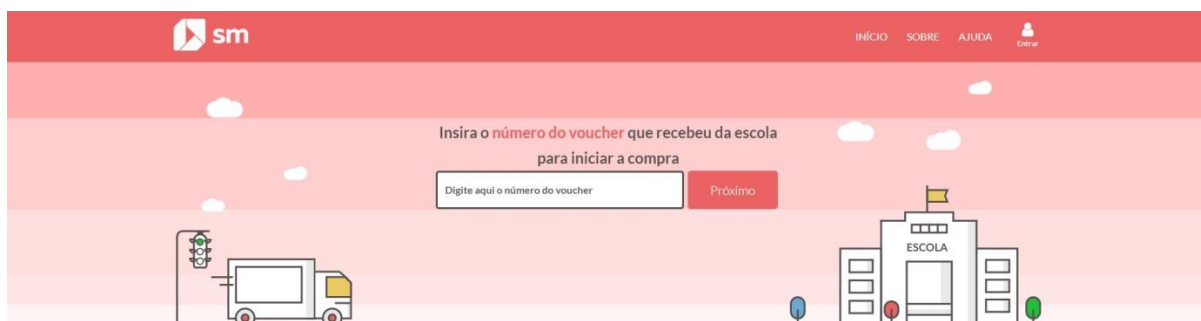 sm
INÍCIO SOBRE AJUDA Entrar
Insira o número do voucher que recebeu da escola
para iniciar a compra
Digite aqui o número do voucher Próximo
ESCOLA